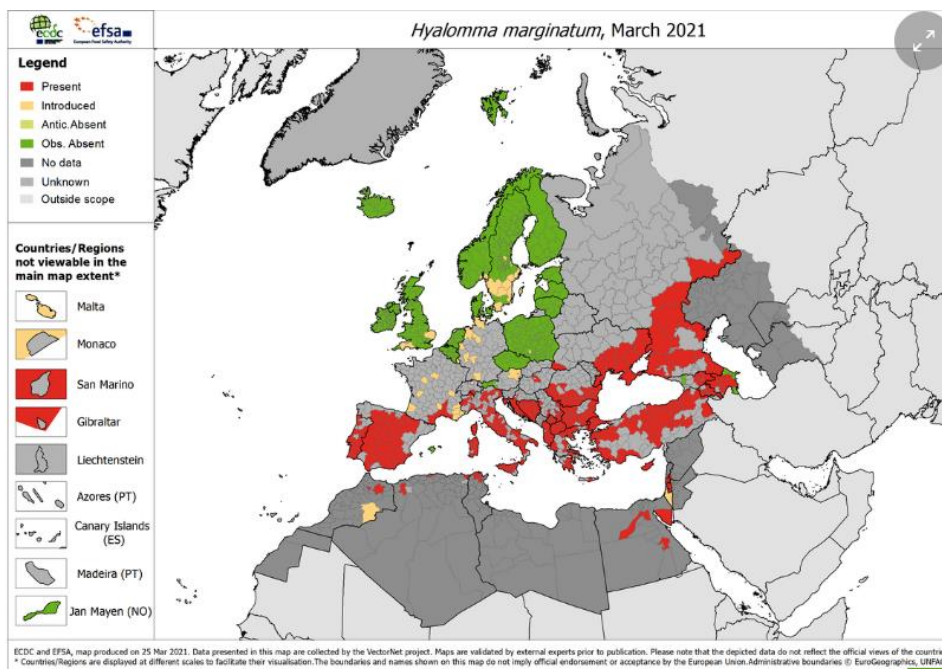 ecdc
efsa
European Food Safety Authority
Hyalomma marginatum, March 2021
Legend
Present
Introduced
Antic.Absent
Obs. Absent
No data
Unknown
Outside scope
Countries/Regions
not viewable in the
main map extent*
Malta
Monaco
San Marino
Gibraltar
Liechtenstein
Azores (PT)
Canary Islands
(ES)
Madeira (PT)
Jan Mayen (NO)
ECDC and EFSA, map produced on 25 Mar 2021. Data presented in this map are collected by the VectorNet project. Maps are validated by external experts prior to publication. Please note that the depicted data do not reflect the official views of the countrie
* Countries/Regions are displayed at different scales to facilitate their visualisation.The boundaries and names shown on this map do not imply official endorsement or acceptance by the European Union.Administrative boundaries © EuroGeographics, UNFA